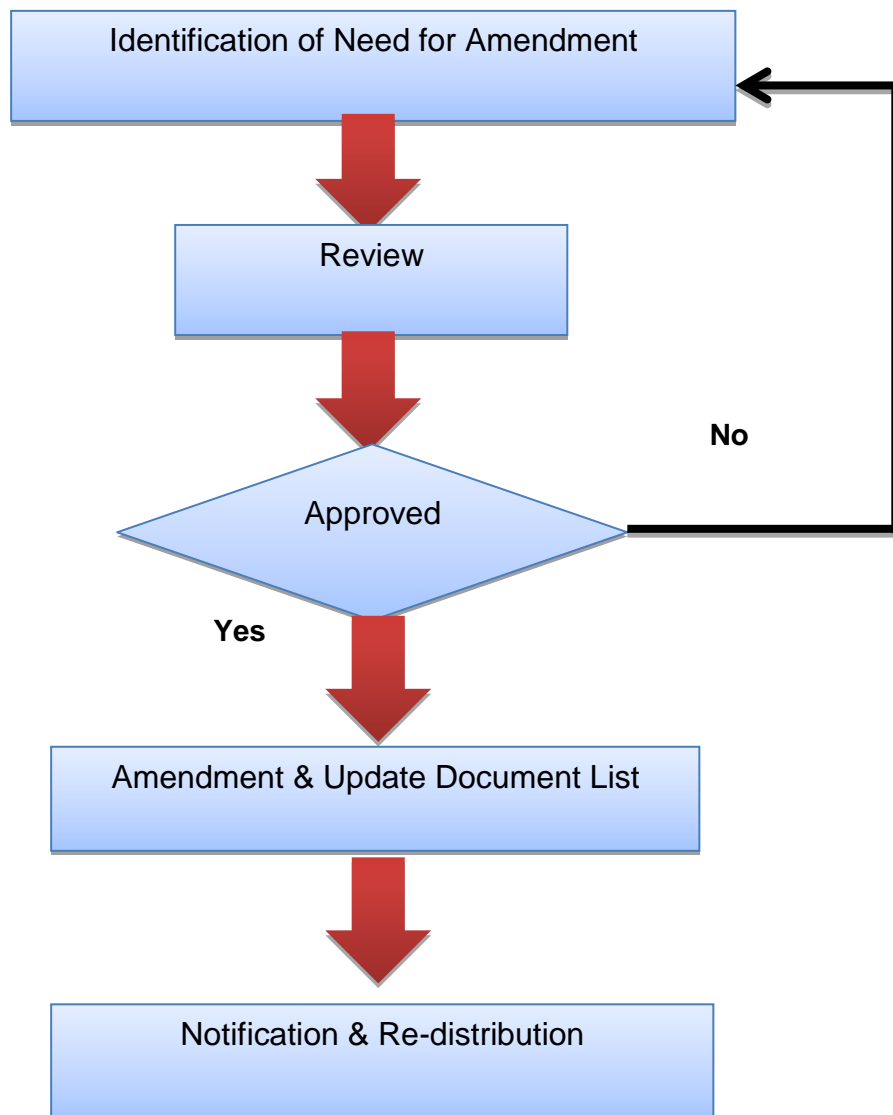 Identification of Need for Amendment
Review
No
Approved
Yes
Amendment & Update Document List
Notification & Re-distribution